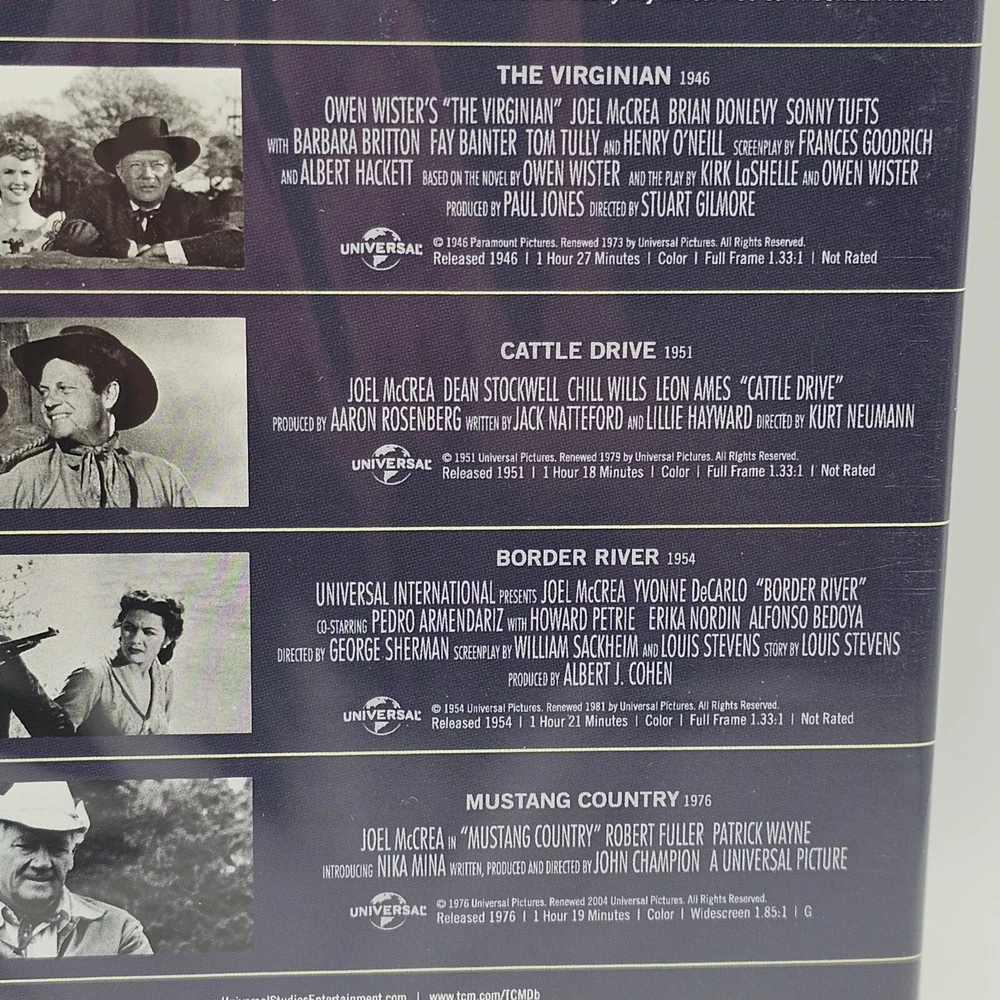 THE VIRGINIAN 1946
OWEN WISTER'S "THE VIRGINIAN" JOEL McCREA BRIAN DONLEVY SONNY TUFTS
WITH BARBARA BRITTON FAY BAINTER TOM TULLY AND HENRY O'NEILL SCREENPLAY BY FRANCES GOODRICH
AND ALBERT HACKETT BASED ON THE NOVEL BY OWEN WISTER AND THE PLAY BY KIRK LaSHELLE AND OWEN WISTER
PRODUCED BY PAUL JONES DIRECTED BY STUART GILMORE
UNIVERSAL
© 1946 Paramount Pictures. Renewed 1973 by Universal Pictures. All Rights Reserved.
Released 1946 | 1 Hour 27 Minutes | Color | Full Frame 1.33:1 | Not Rated
CATTLE DRIVE 1951
JOEL McCREA DEAN STOCKWELL CHILL WILLS LEON AMES "CATTLE DRIVE"
PRODUCED BY AARON ROSENBERG WRITTEN BY JACK NATTEFORD AND LILLIE HAYWARD DIRECTED BY KURT NEUMANN
UNIVERSAL
© 1951 Universal Pictures. Renewed 1979 by Universal Pictures. All Rights Reserved.
Released 1951 | 1 Hour 18 Minutes | Color | Full Frame 1.33:1 | Not Rated
BORDER RIVER 1954
UNIVERSAL INTERNATIONAL PRESENTS JOEL McCREA YVONNE DeCARLO "BORDER RIVER"
CO-STARRING PEDRO ARMENDARIZ WITH HOWARD PETRIE ERIKA NORDIN ALFONSO BEDOYA
DIRECTED BY GEORGE SHERMAN SCREENPLAY BY WILLIAM SACKHEIM AND LOUIS STEVENS STORY BY LOUIS STEVENS
PRODUCED BY ALBERT J. COHEN
UNIVERSAL
© 1954 Universal Pictures. Renewed 1981 by Universal Pictures. All Rights Reserved.
Released 1954 | 1 Hour 21 Minutes | Color | Full Frame 1.33:1 | Not Rated
MUSTANG COUNTRY 1976
JOEL McCREA IN "MUSTANG COUNTRY" ROBERT FULLER PATRICK WAYNE
INTRODUCING NIKA MINA WRITTEN, PRODUCED AND DIRECTED BY JOHN CHAMPION A UNIVERSAL PICTURE
UNIVERSAL
© 1976 Universal Pictures. Renewed 2004 Universal Pictures. All Rights Reserved.
Released 1976 | 1 Hour 19 Minutes | Color | Widescreen 1.85:1 | G
UniversalStudiosEntertainment.com | www.tcm.com/TCMDb